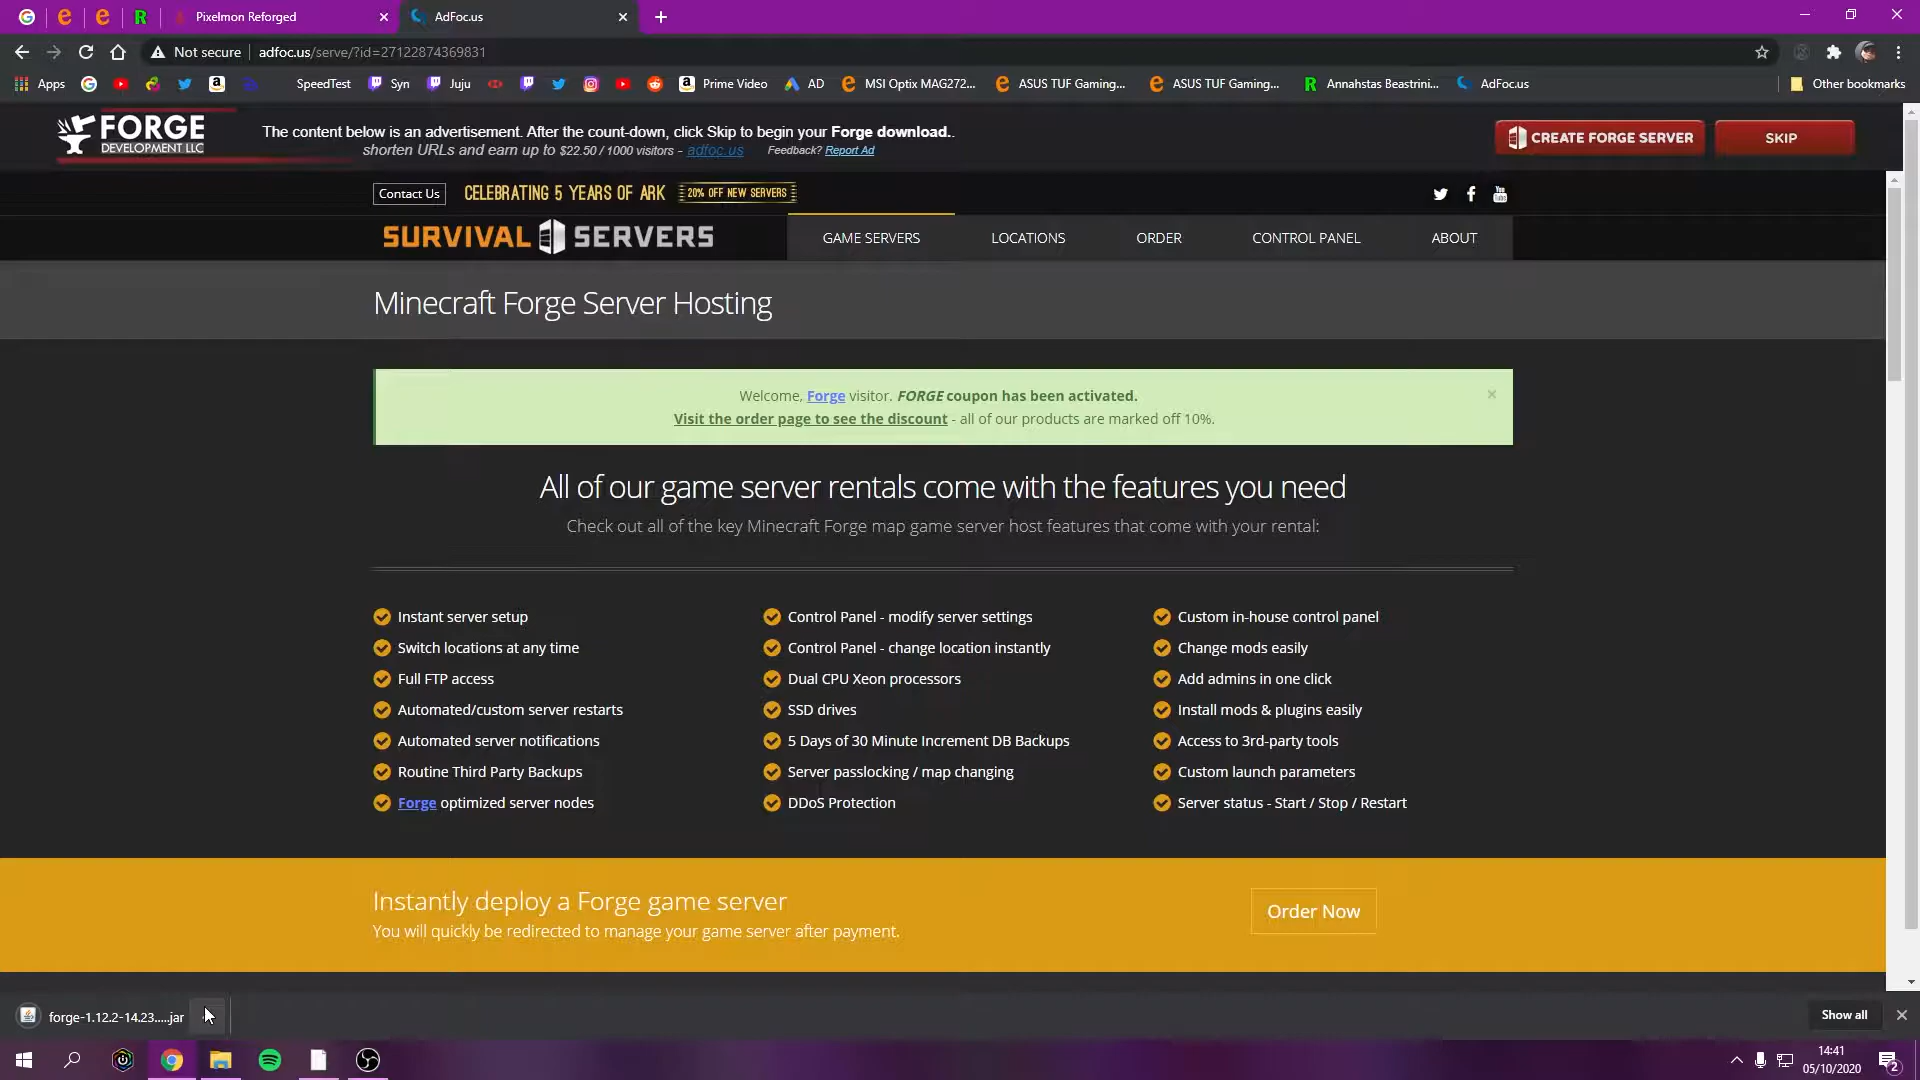 Pixelmon Reforged
AdFoc.us
Not secure
adfoc.us/serve/?id=27122874369831
Apps
SpeedTest
Syn
Juju
Prime Video
AD
MSI Optix MAG272...
ASUS TUF Gaming...
ASUS TUF Gaming...
Annahstas Beastrini...
AdFoc.us
Other bookmarks
FORGE
DEVELOPMENT LLC
The content below is an advertisement. After the count-down, click Skip to begin your Forge download..
shorten URLs and earn up to $22.50 / 1000 visitors - adfoc.us Feedback? Report Ad
CREATE FORGE SERVER
SKIP
Contact Us
CELEBRATING 5 YEARS OF ARK
20% OFF NEW SERVERS
SURVIVAL SERVERS
GAME SERVERS
LOCATIONS
ORDER
CONTROL PANEL
ABOUT
Minecraft Forge Server Hosting
Welcome, Forge visitor. FORGE coupon has been activated.
Visit the order page to see the discount - all of our products are marked off 10%.
All of our game server rentals come with the features you need
Check out all of the key Minecraft Forge map game server host features that come with your rental:
Instant server setup
Switch locations at any time
Full FTP access
Automated/custom server restarts
Automated server notifications
Routine Third Party Backups
Forge optimized server nodes
Control Panel - modify server settings
Control Panel - change location instantly
Dual CPU Xeon processors
SSD drives
5 Days of 30 Minute Increment DB Backups
Server passlocking / map changing
DDoS Protection
Custom in-house control panel
Change mods easily
Add admins in one click
Install mods & plugins easily
Access to 3rd-party tools
Custom launch parameters
Server status - Start / Stop / Restart
Instantly deploy a Forge game server
You will quickly be redirected to manage your game server after payment.
Order Now
forge-1.12.2-14.23.....jar
Show all
14:41
05/10/2020
2